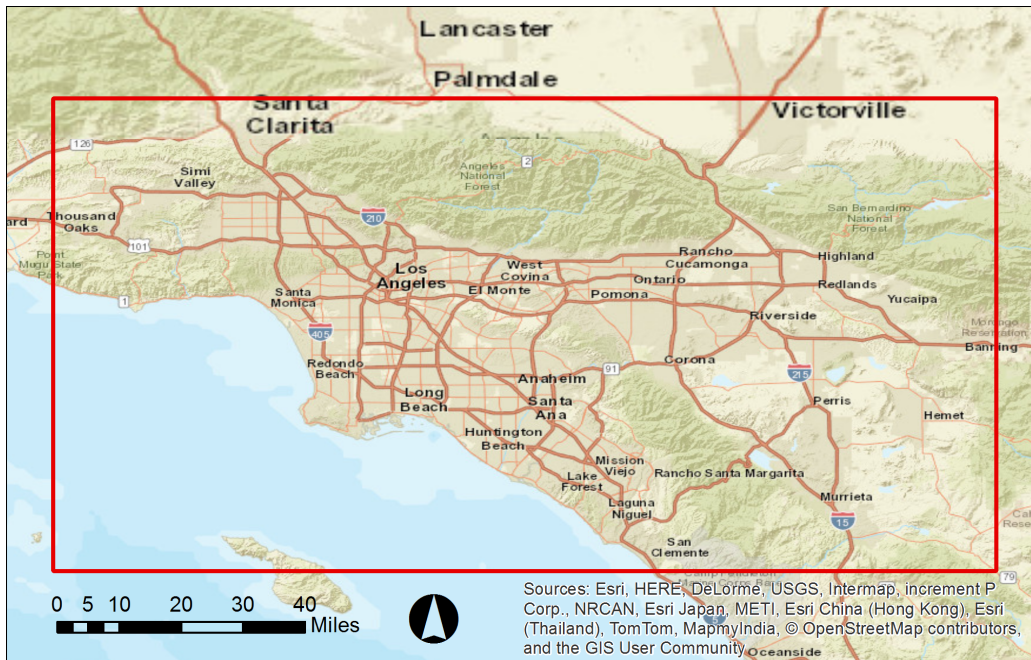 Lancaster
Palmdale
Santa
Clarita
Victorville
126
Simi
Valley
Angeles
National
Forest
2
San Bernardino
National
Forest
ard
Thousand
Oaks
210
101
Point
Mugu State
Park
Los
Angeles
West
Covina
El Monte
Rancho
Cucamonga
Ontario
Pomona
Highland
Redlands
Yucaipa
1
Santa
Monica
405
Riverside
Morongo
Reservation
Banning
Redondo
Beach
Corona
91
215
Anaheim
Long
Beach
Santa
Ana
Perris
Hemet
Huntington
Beach
Mission
Viejo
Lake
Forest
Rancho Santa Margarita
Laguna
Niguel
Murrieta
15
San
Clemente
79
5
Oceanside
0 5 10 20 30 40
Miles
Sources: Esri, HERE, DeLorme, USGS, Intermap, increment P
Corp., NRCAN, Esri Japan, METI, Esri China (Hong Kong), Esri
(Thailand), TomTom, MapmyIndia, © OpenStreetMap contributors,
and the GIS User Community